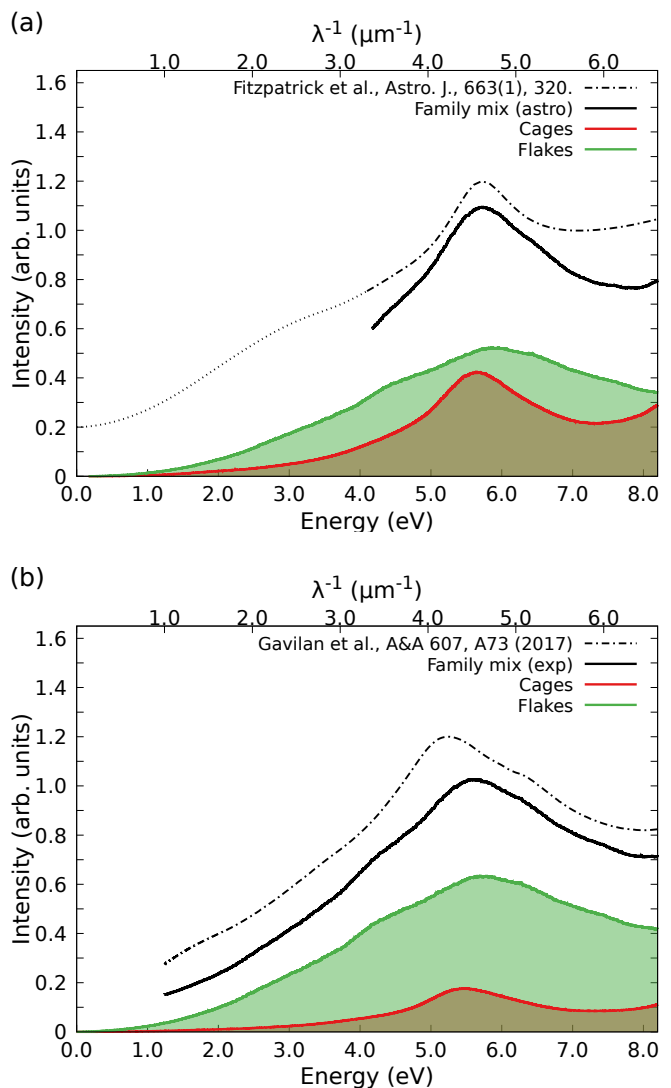 (a)
λ-1 (μm-1)
1.0 2.0 3.0 4.0 5.0 6.0
1.6
1.4
1.2
1.0
0.8
0.6
0.4
0.2
0
Intensity (arb. units)
Fitzpatrick et al., Astro. J., 663(1), 320.
Family mix (astro)
Cages
Flakes
0.0 1.0 2.0 3.0 4.0 5.0 6.0 7.0 8.0
Energy (eV)
(b)
λ-1 (μm-1)
1.0 2.0 3.0 4.0 5.0 6.0
1.6
1.4
1.2
1.0
0.8
0.6
0.4
0.2
0
Intensity (arb. units)
Gavilan et al., A&A 607, A73 (2017)
Family mix (exp)
Cages
Flakes
0.0 1.0 2.0 3.0 4.0 5.0 6.0 7.0 8.0
Energy (eV)